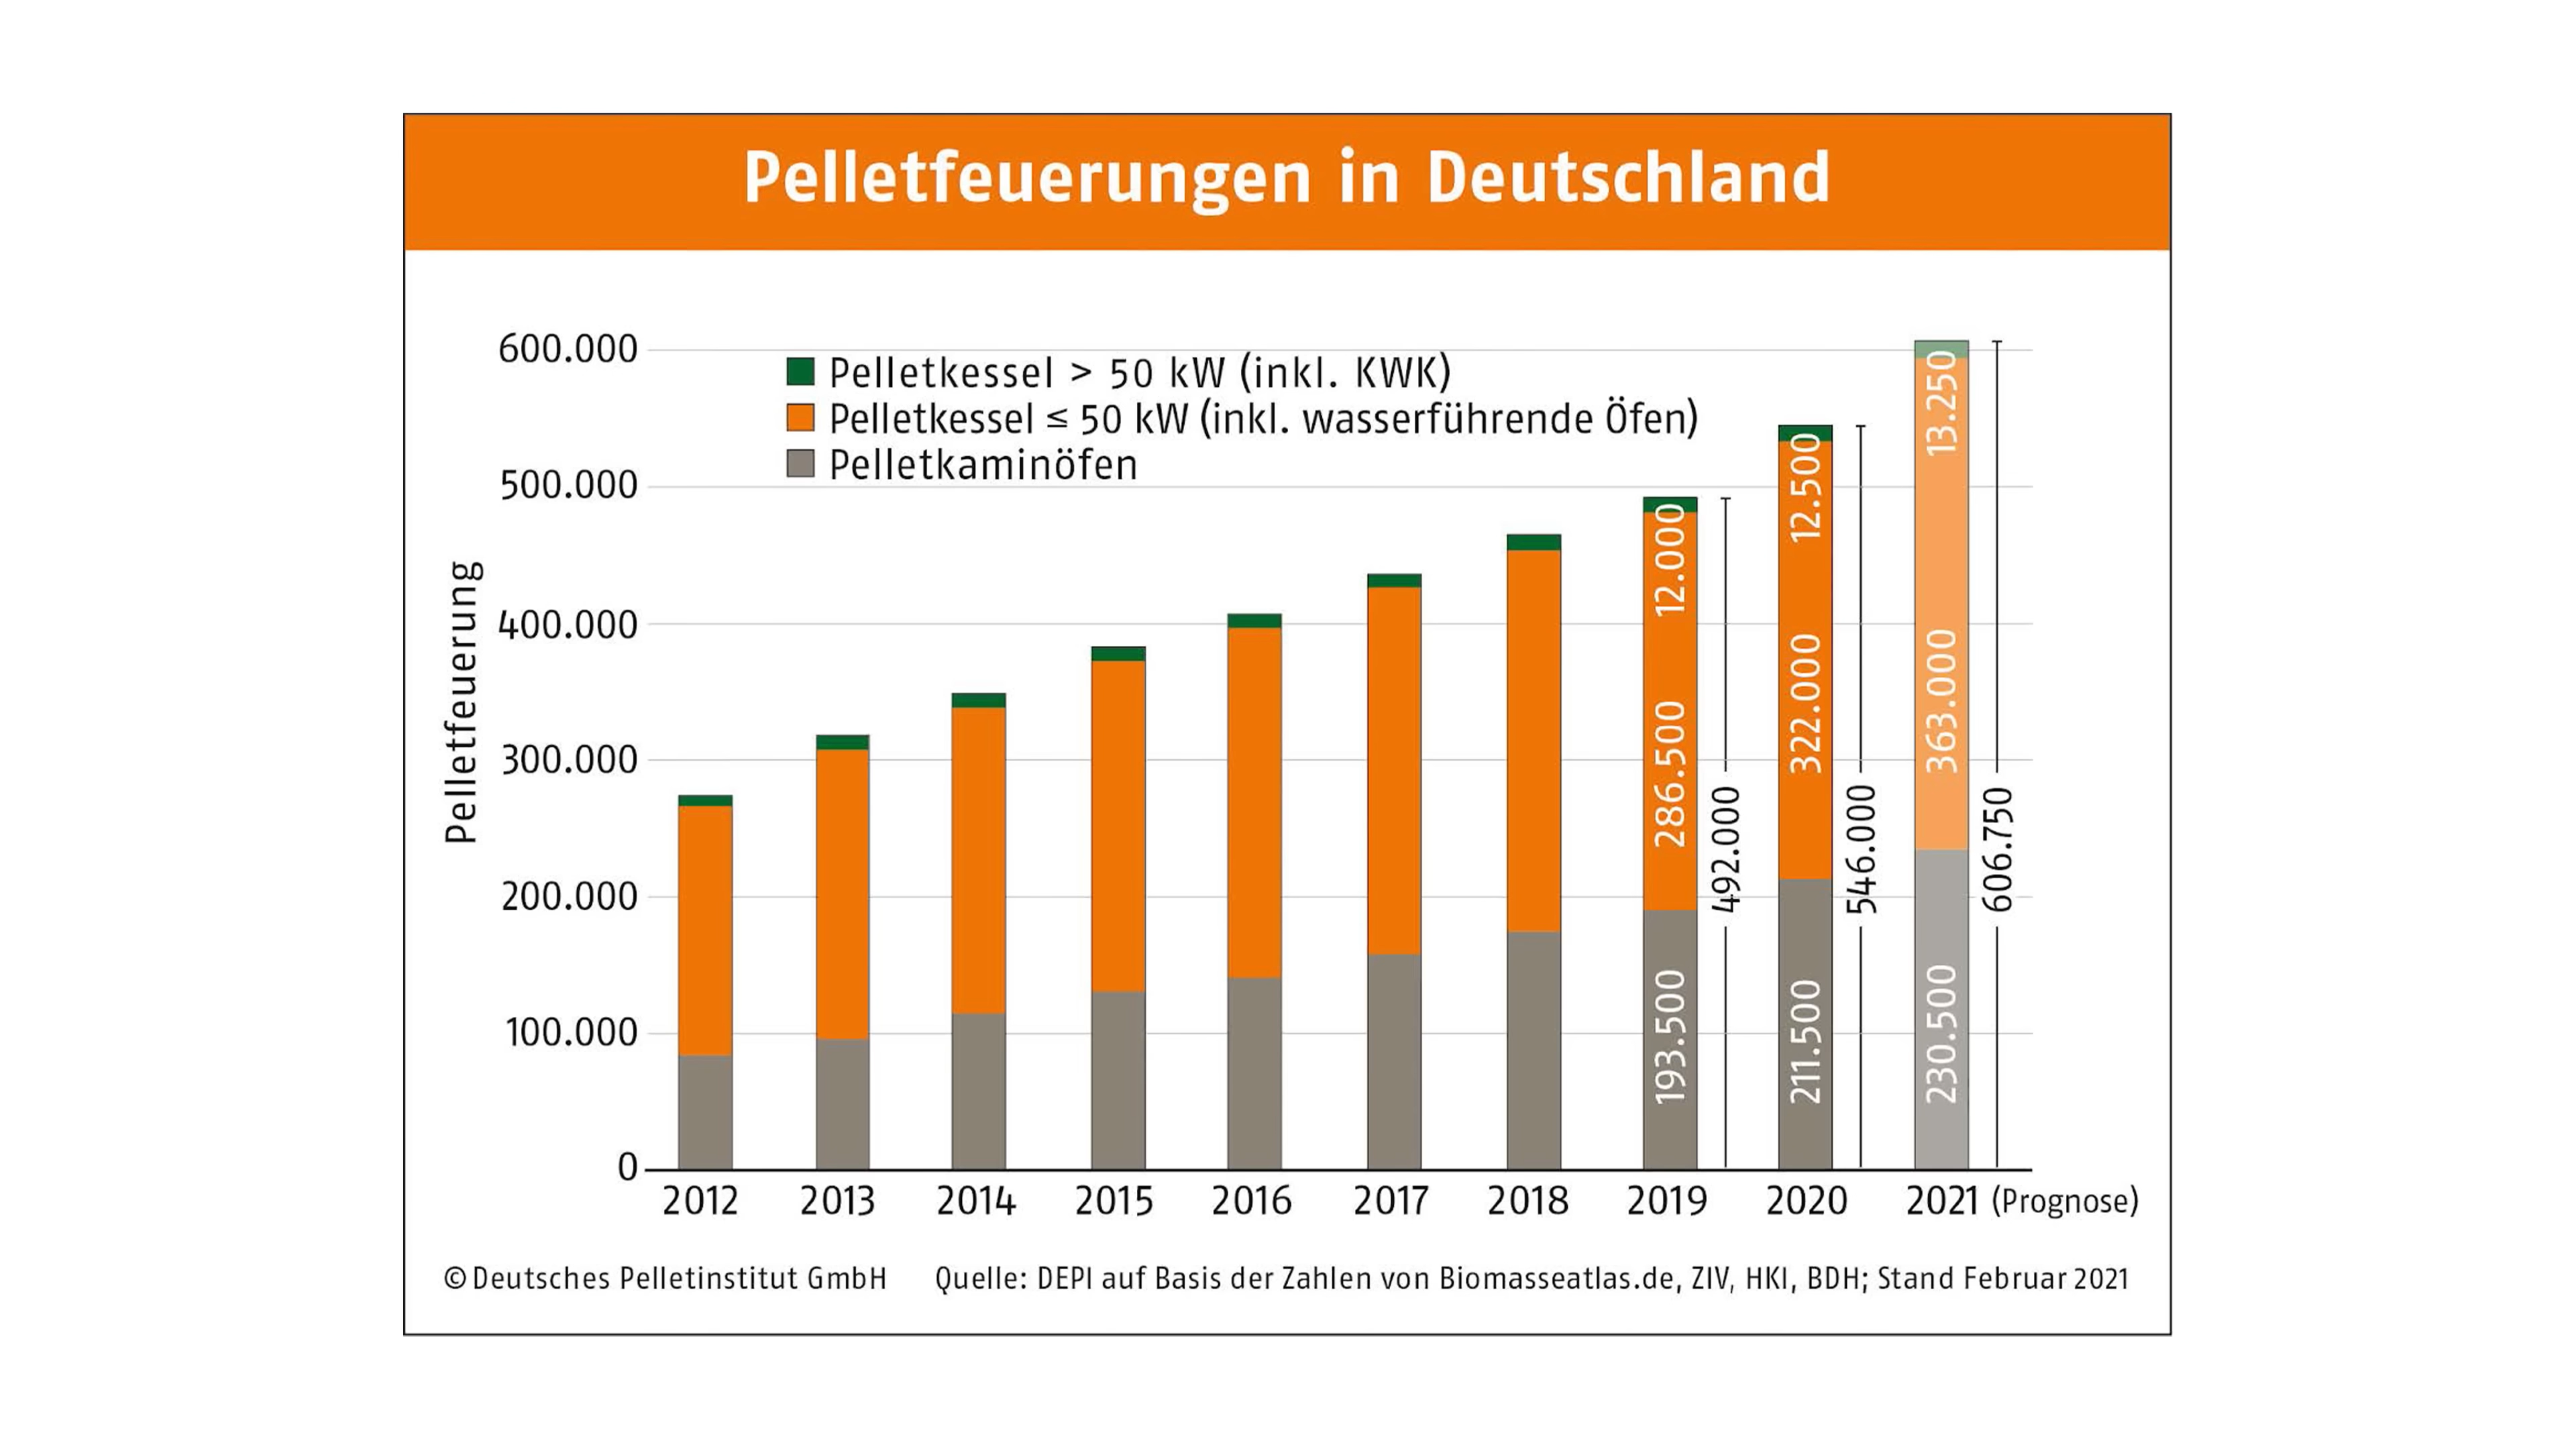 Pelletfeuerungen in Deutschland
Pelletfeuerung
600.000
500.000
400.000
300.000
200.000
100.000
0
Pelletkessel > 50 kW (inkl. KWK)
Pelletkessel ≤ 50 kW (inkl. wasserführende Öfen)
Pelletkaminöfen
12.000
286.500
193.500
492.000
12.500
322.000
211.500
546.000
13.250
363.000
230.500
606.750
2012 2013 2014 2015 2016 2017 2018 2019 2020 2021 (Prognose)
© Deutsches Pelletinstitut GmbH Quelle: DEPI auf Basis der Zahlen von Biomasseatlas.de, ZIV, HKI, BDH; Stand Februar 2021